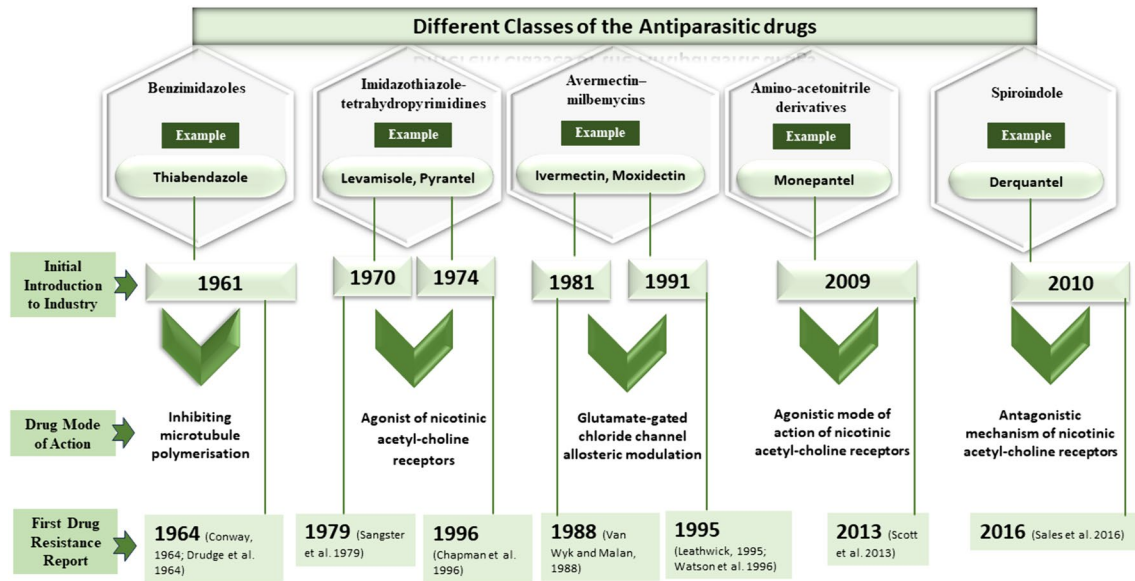 Different Classes of the Antiparasitic drugs
Benzimidazoles
Example
Thiabendazole
Imidazothiazole-
tetrahydropyrimidines
Example
Levamisole, Pyrantel
Avermectin–
milbemycins
Example
Ivermectin, Moxidectin
Amino-acetonitrile
derivatives
Example
Monepantel
Spiroindole
Example
Derquantel
Initial
Introduction
to Industry
1961
1970
1974
1981
1991
2009
2010
Drug Mode
of Action
Inhibiting
microtubule
polymerisation
Agonist of nicotinic
acetyl-choline
receptors
Glutamate-gated
chloride channel
allosteric modulation
Agonistic mode of
action of nicotinic
acetyl-choline receptors
Antagonistic
mechanism of nicotinic
acetyl-choline receptors
First Drug
Resistance
Report
1964 (Conway,
1964; Drudge et al.
1964)
1979 (Sangster
et al. 1979)
1996
(Chapman et al.
1996)
1988 (Van
Wyk and Malan,
1988)
1995
(Leathwick, 1995;
Watson et al. 1996)
2013 (Scott
et al. 2013)
2016 (Sales et al. 2016)